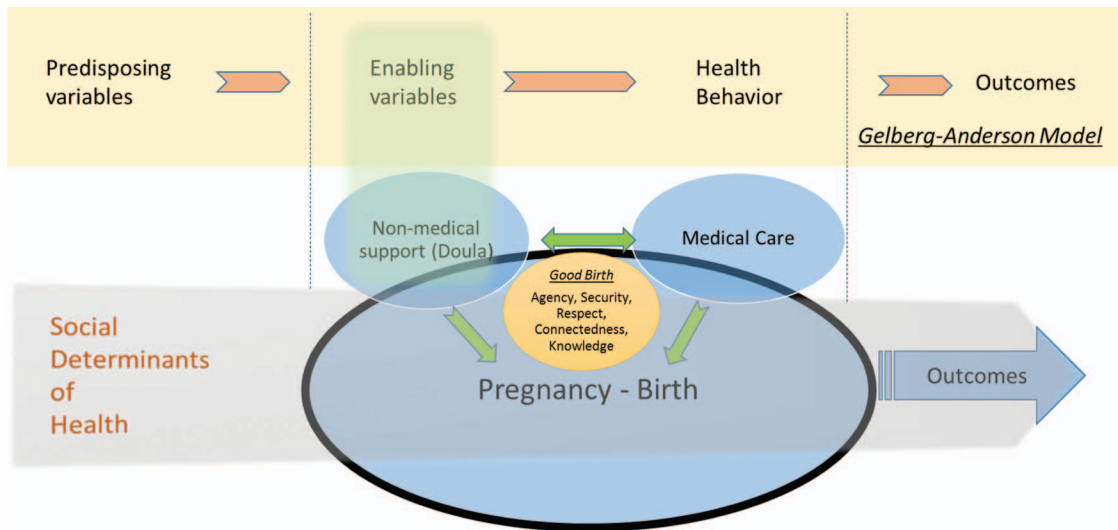 Predisposing
variables
Enabling
variables
Health
Behavior
Outcomes
Gelberg-Anderson Model
Non-medical
support (Doula)
Medical Care
Good Birth
Agency, Security,
Respect,
Connectedness,
Knowledge
Social
Determinants
of
Health
Pregnancy - Birth
Outcomes